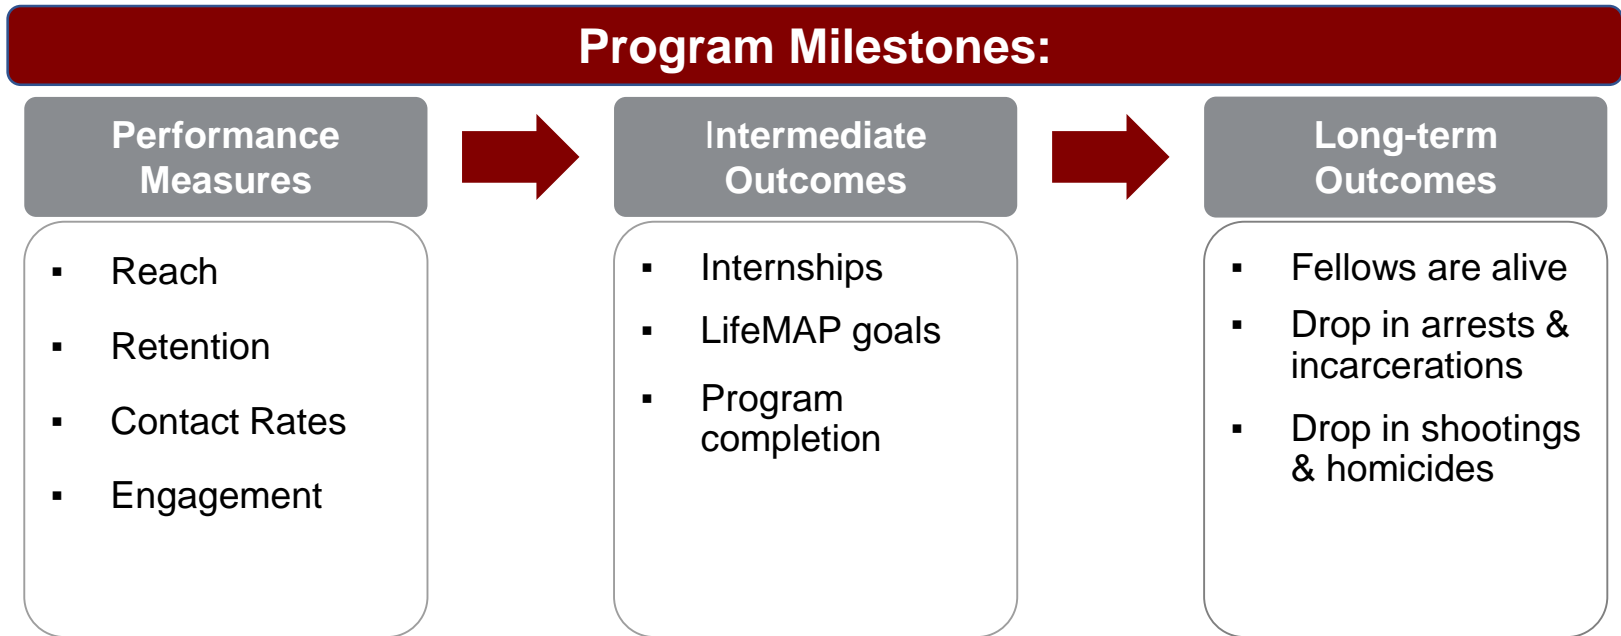 Program Milestones:
Performance
Measures
▪ Reach
▪ Retention
▪ Contact Rates
▪ Engagement
Intermediate
Outcomes
▪ Internships
▪ LifeMAP goals
▪ Program
completion
Long-term
Outcomes
▪ Fellows are alive
▪ Drop in arrests &
incarcerations
▪ Drop in shootings
& homicides